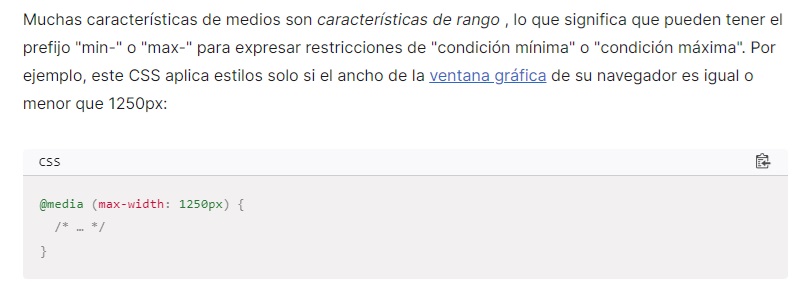 Muchas características de medios son características de rango , lo que significa que pueden tener el
prefijo "min-" o "max-" para expresar restricciones de "condición mínima" o "condición máxima". Por
ejemplo, este CSS aplica estilos solo si el ancho de la ventana gráfica de su navegador es igual o
menor que 1250px:
CSS
@media (max-width: 1250px) {
  /* … */
}